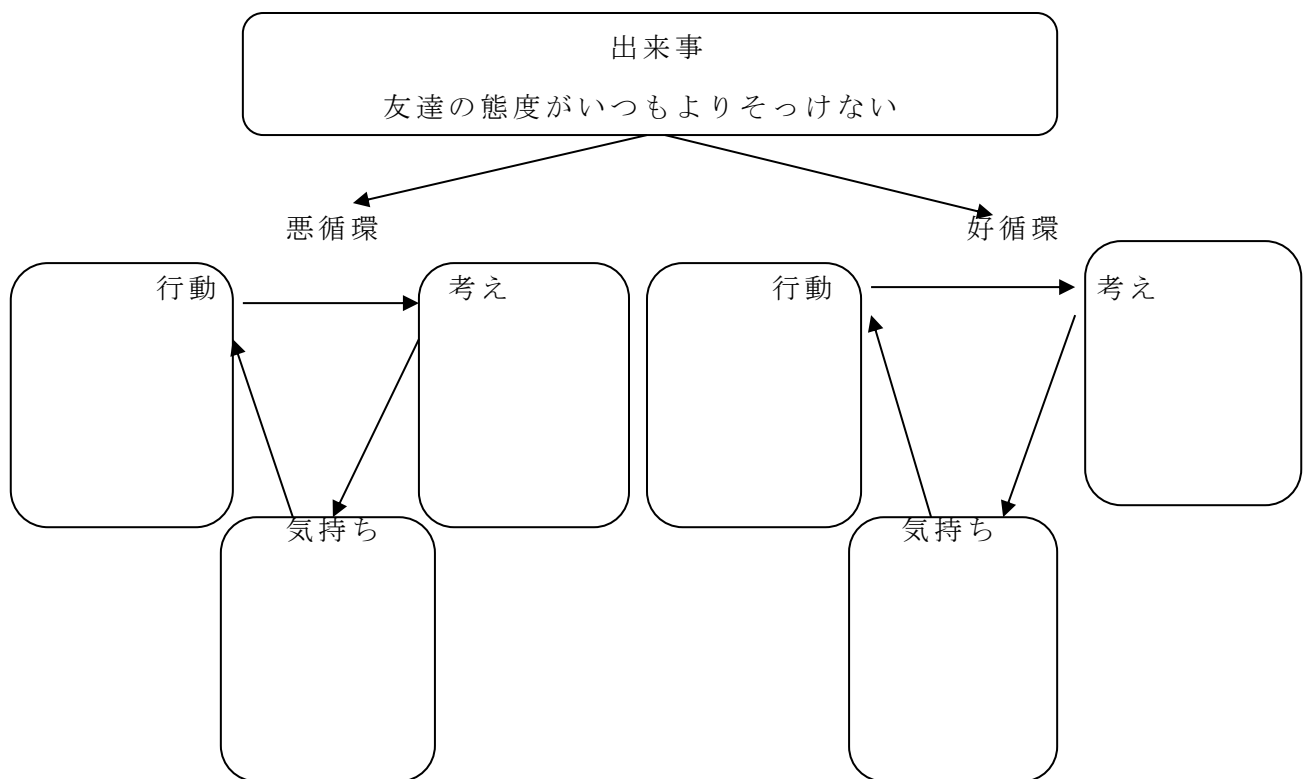 出来事
友達の態度がいつもよりそっけない
悪循環
好循環
行動
考え
気持ち
行動
考え
気持ち